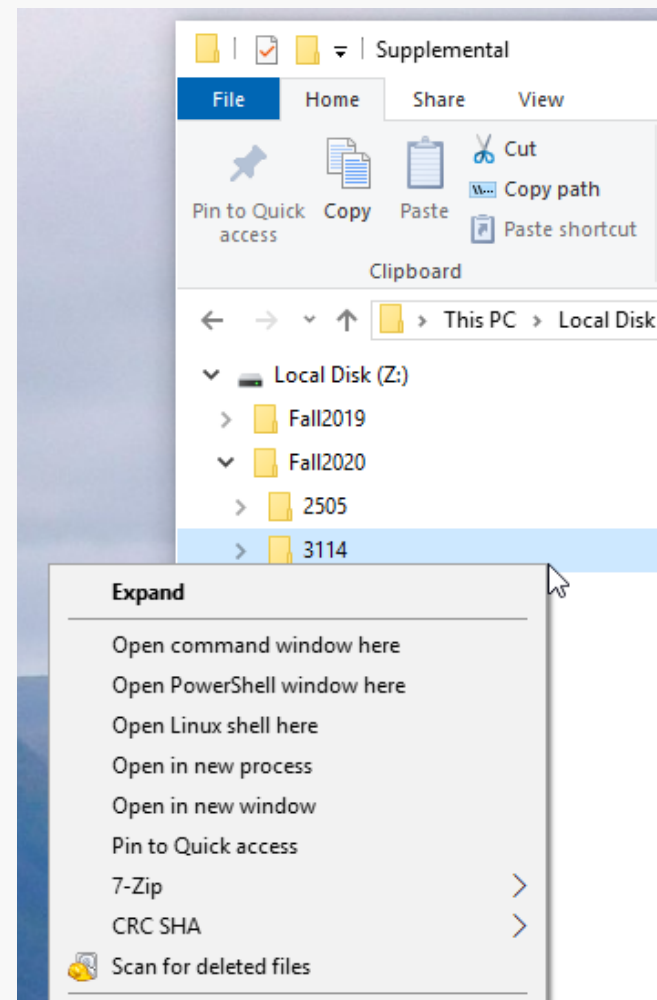 Supplemental
File Home Share View
Cut
Copy path
Paste shortcut
Pin to Quick access
Copy
Paste
Clipboard
This PC > Local Disk
Local Disk (Z:)
Fall2019
Fall2020
2505
3114
Expand
Open command window here
Open PowerShell window here
Open Linux shell here
Open in new process
Open in new window
Pin to Quick access
7-Zip
CRC SHA
Scan for deleted files